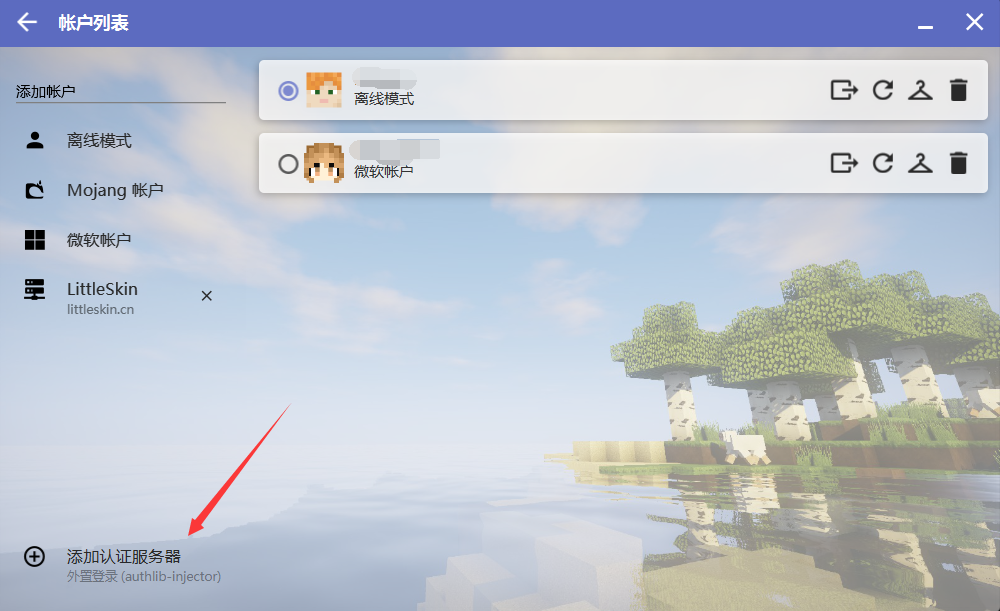 帐户列表
添加帐户
离线模式
Mojang 帐户
微软帐户
LittleSkin
littleskin.cn
添加认证服务器
外置登录 (authlib-injector)
离线模式
微软帐户